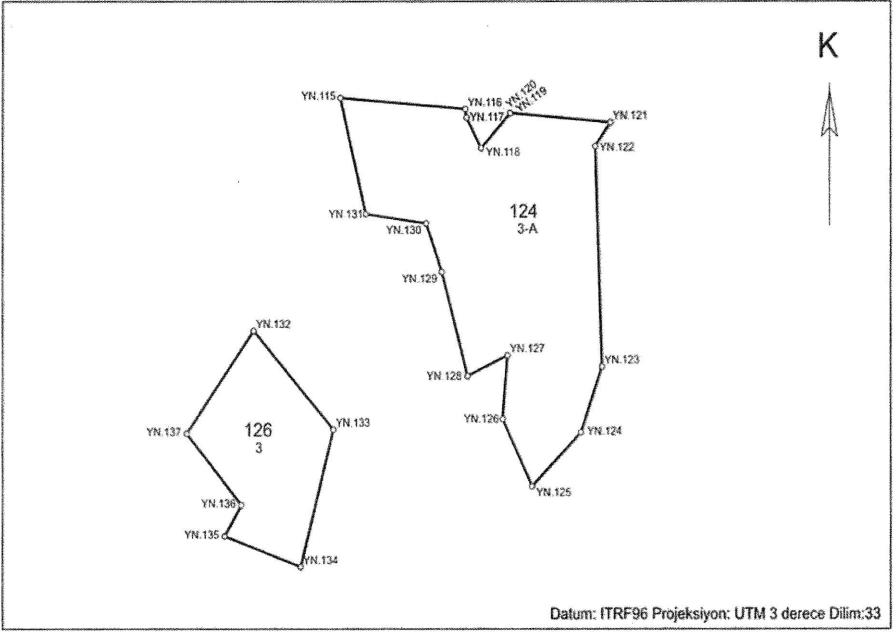 K
YN.115
YN.116
YN.120
YN.119
YN.117
YN.121
YN.118
YN.122
124
3-A
YN.131
YN.130
YN.129
YN.132
YN.127
YN.123
YN.128
YN.126
YN.133
126
3
YN.137
YN.124
YN.125
YN.136
YN.135
YN.134
Datum: ITRF96 Projeksiyon: UTM 3 derece Dilim:33